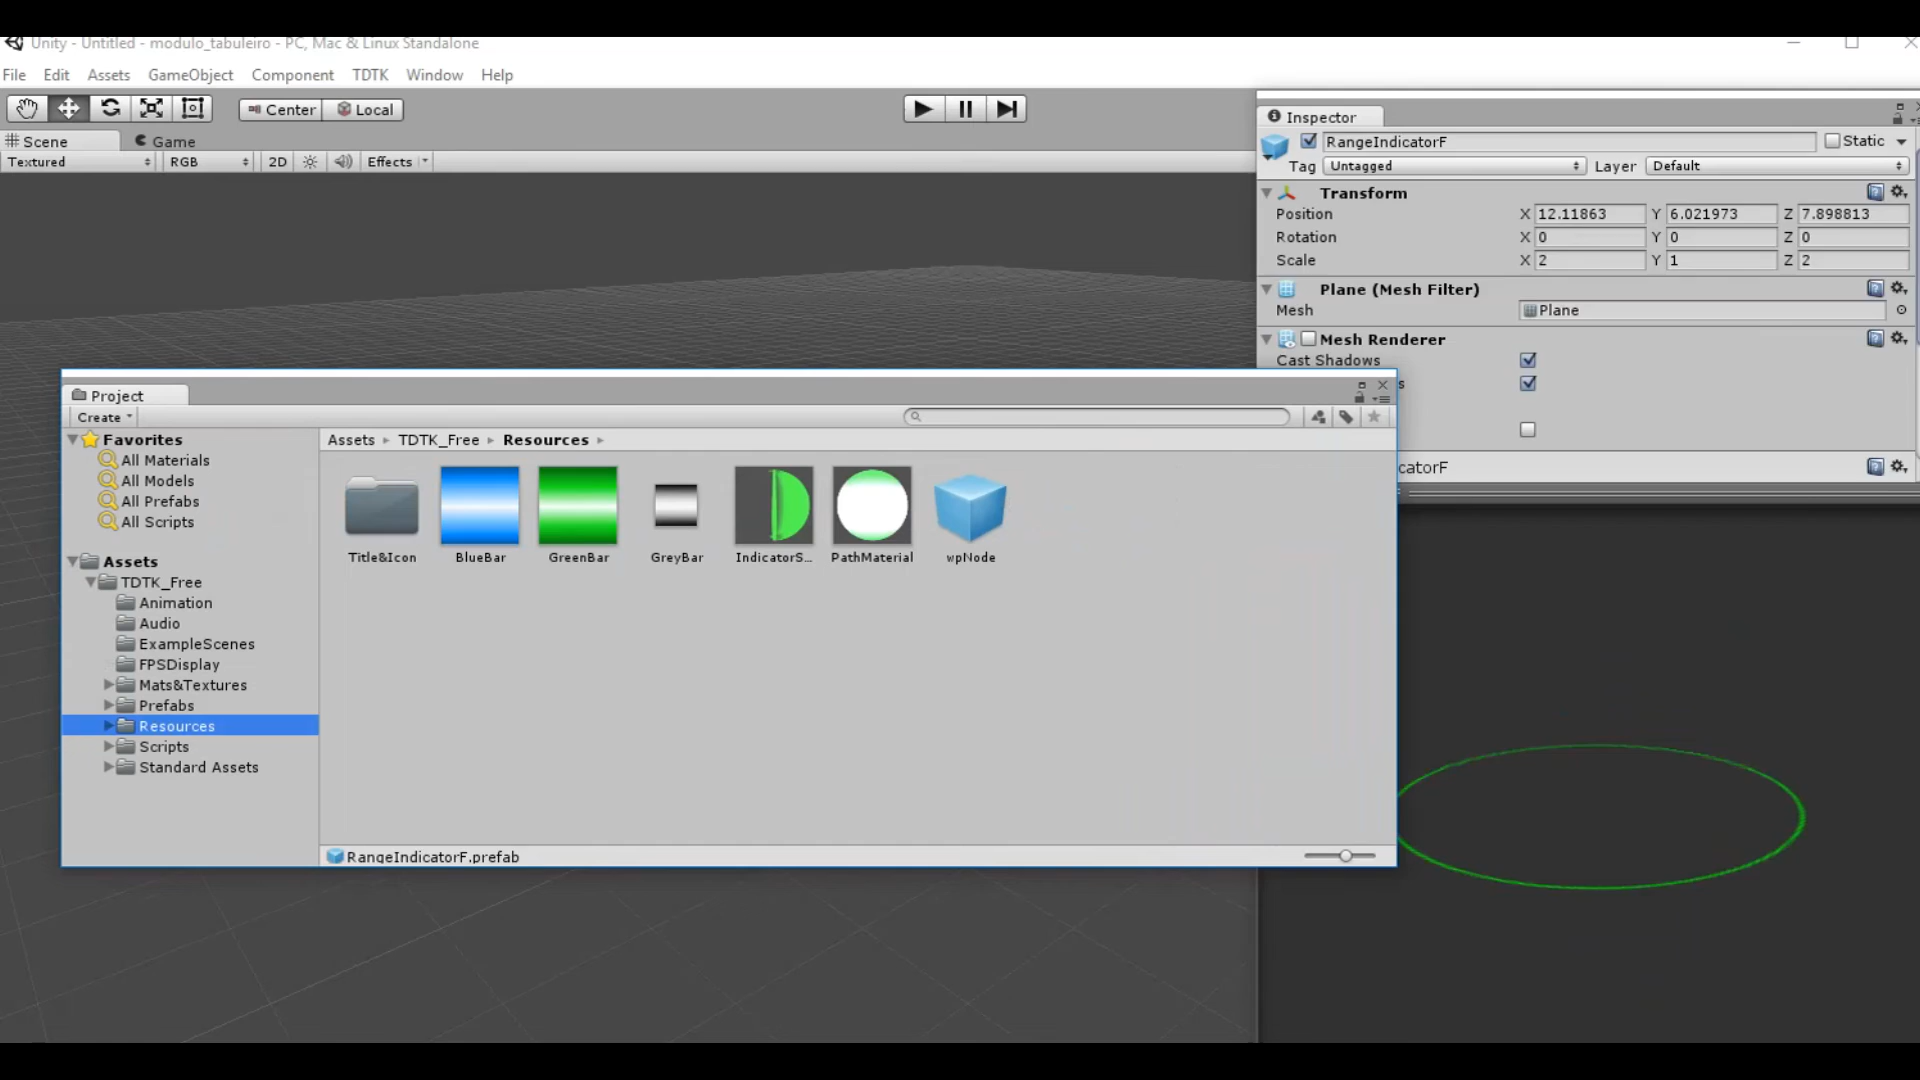 Unity - Untitled - modulo_tabuleiro - PC, Mac & Linux Standalone
File Edit Assets GameObject Component TDTK Window Help
Center Local
Scene Game
Textured RGB 2D Effects
Inspector
RangeIndicatorF Static
Tag Untagged Layer Default
Transform
Position X 12.11863 Y 6.021973 Z 7.898813
Rotation X 0 Y 0 Z 0
Scale X 2 Y 1 Z 2
Plane (Mesh Filter)
Mesh Plane
Mesh Renderer
Cast Shadows
s
catorF
Project
Create
Favorites
All Materials
All Models
All Prefabs
All Scripts
Assets
TDTK_Free
Animation
Audio
ExampleScenes
FPSDisplay
Mats&Textures
Prefabs
Resources
Scripts
Standard Assets
Assets TDTK_Free Resources
Title&Icon BlueBar GreenBar GreyBar IndicatorS... PathMaterial wpNode
RangeIndicatorF.prefab